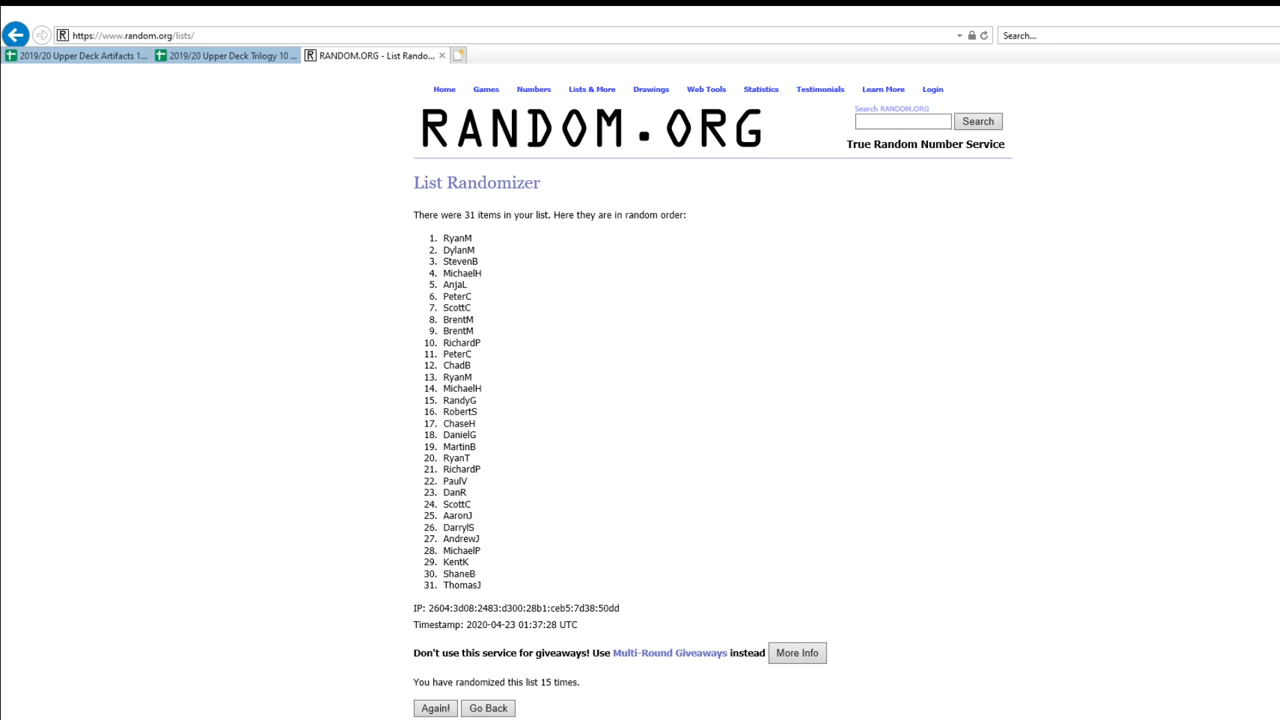 https://www.random.org/lists/
Search...
2019/20 Upper Deck Artifacts 1...
2019/20 Upper Deck Trilogy 10 ...
RANDOM.ORG - List Rando...
Home Games Numbers Lists & More Drawings Web Tools Statistics Testimonials Learn More Login
RANDOM.ORG
Search RANDOM.ORG
Search
True Random Number Service
List Randomizer
There were 31 items in your list. Here they are in random order:
1. RyanM
2. DylanM
3. StevenB
4. MichaelH
5. AnjaL
6. PeterC
7. ScottC
8. BrentM
9. BrentM
10. RichardP
11. PeterC
12. ChadB
13. RyanM
14. MichaelH
15. RandyG
16. RobertS
17. ChaseH
18. DanielG
19. MartinB
20. RyanT
21. RichardP
22. PaulV
23. DanR
24. ScottC
25. AaronJ
26. DarrylS
27. AndrewJ
28. MichaelP
29. KentK
30. ShaneB
31. ThomasJ
IP: 2604:3d08:2483:d300:28b1:ceb5:7d38:50dd
Timestamp: 2020-04-23 01:37:28 UTC
Don't use this service for giveaways! Use Multi-Round Giveaways instead More Info
You have randomized this list 15 times.
Again! Go Back